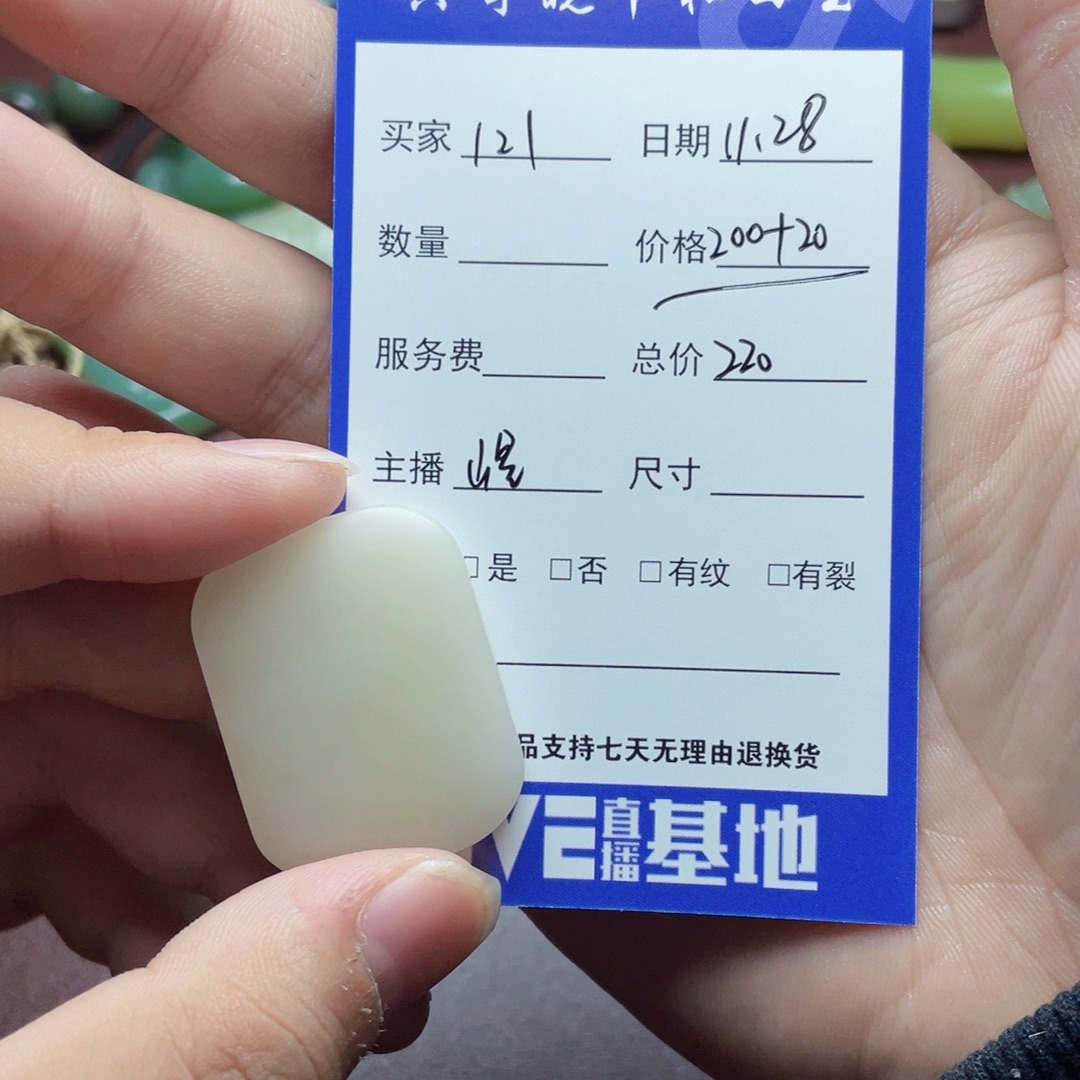 买家 121 日期 11.28
数量 价格 200+20
服务费 总价 220
主播 尺寸
□是 □否 □有纹 □有裂
品支持七天无理由退换货
VE直播基地